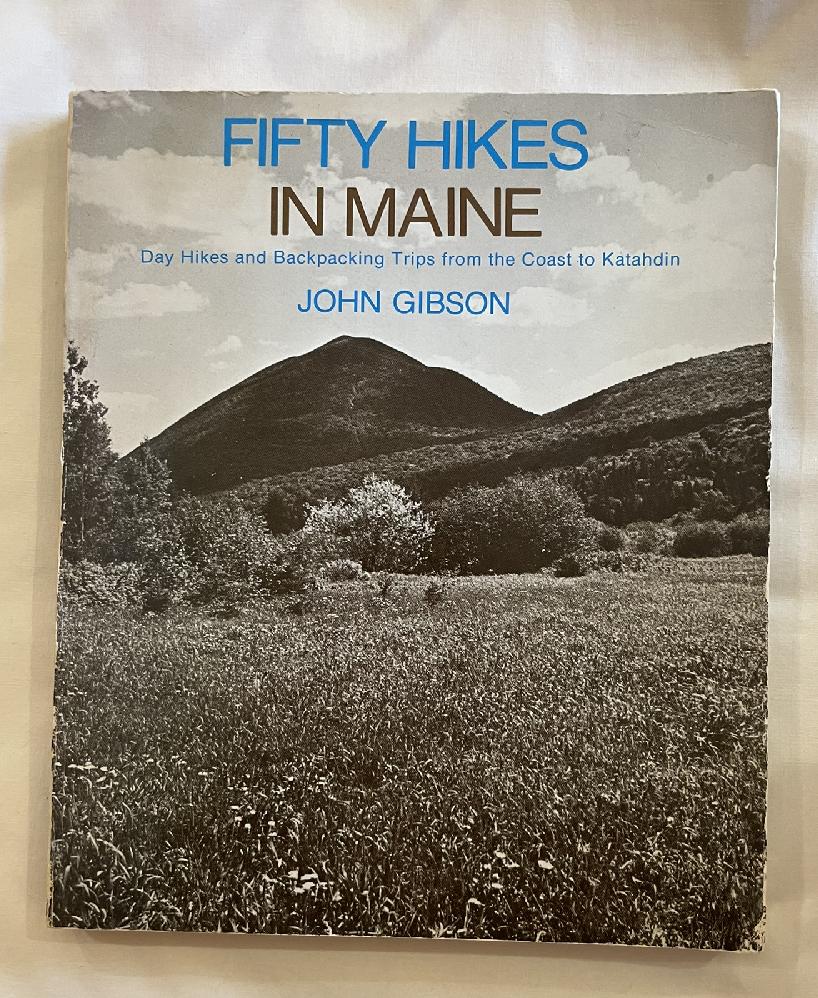 FIFTY HIKES
IN MAINE
Day Hikes and Backpacking Trips from the Coast to Katahdin
JOHN GIBSON